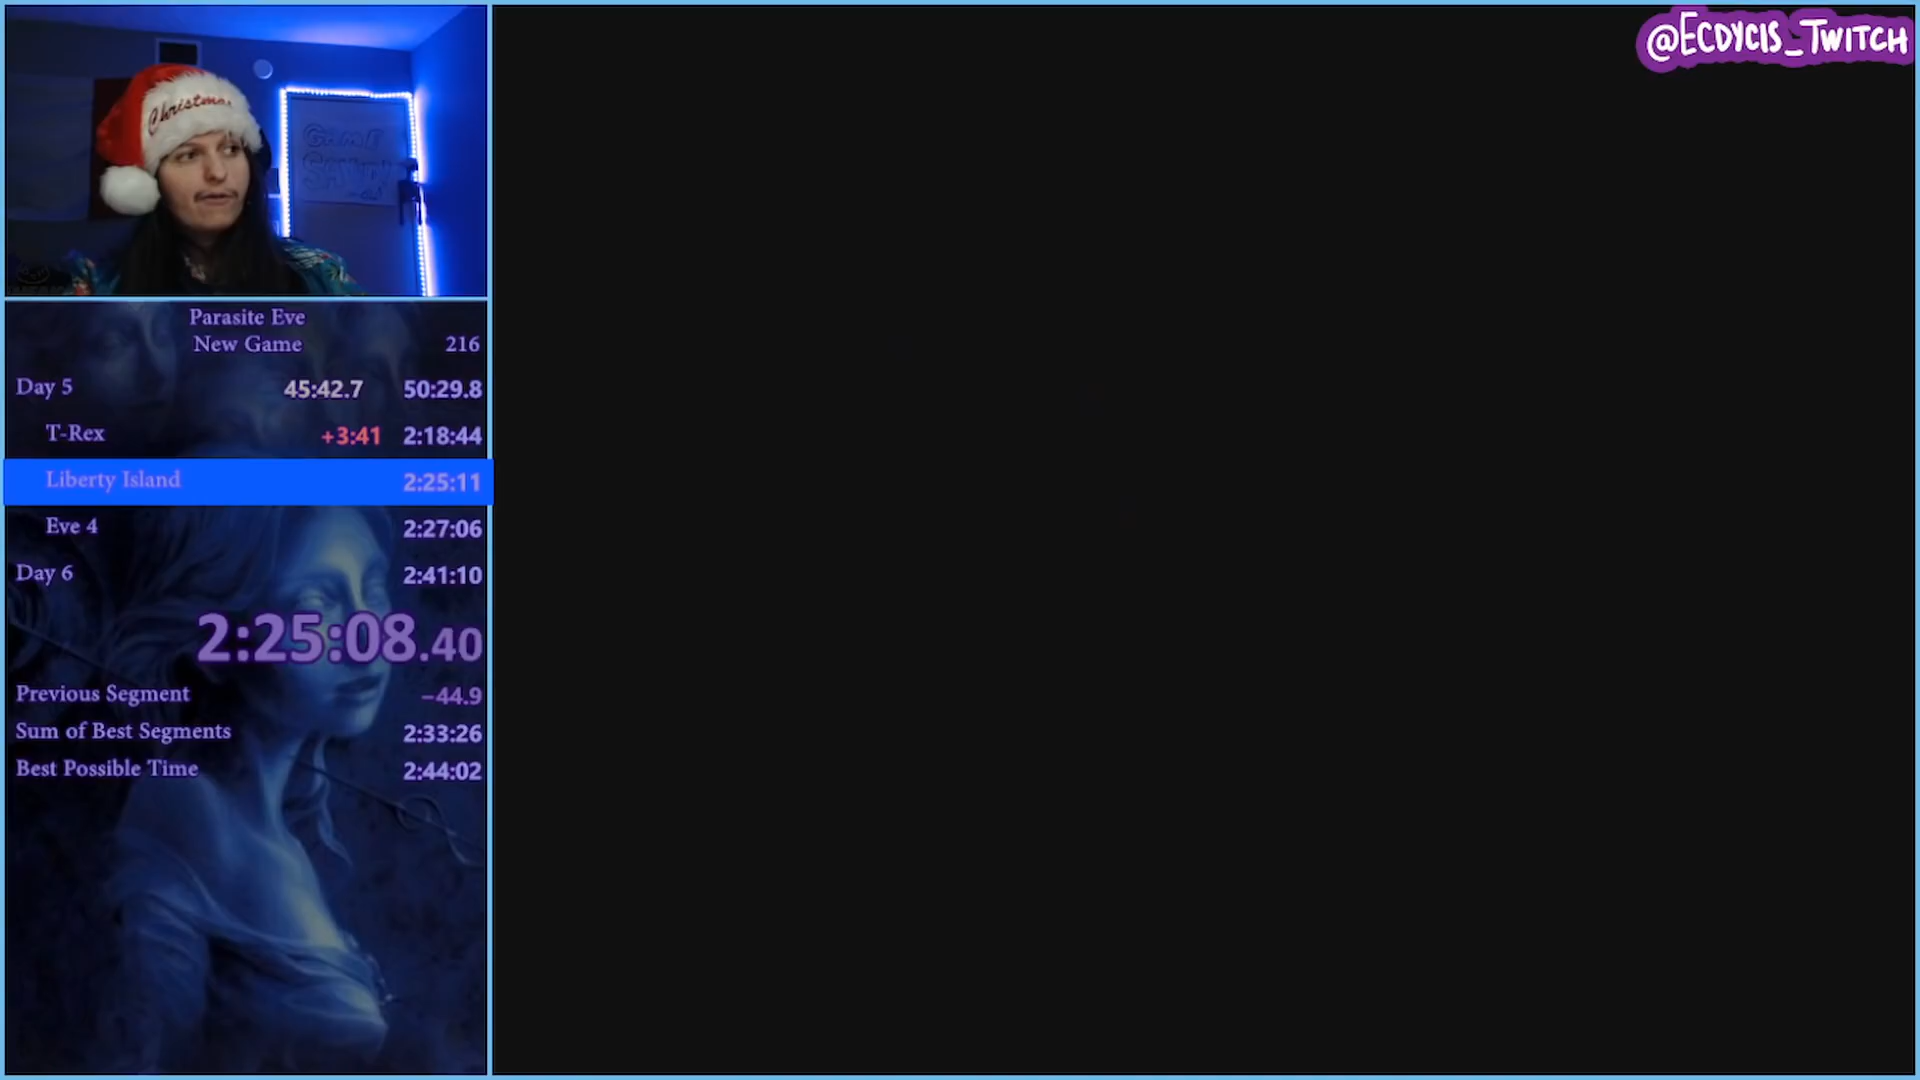 @Ecdycis_Twitch
Christmas
GAME
Parasite Eve
New Game 216
Day 5 45:42.7 50:29.8
T-Rex +3:41 2:18:44
Liberty Island 2:25:11
Eve 4 2:27:06
Day 6 2:41:10
2:25:08.40
Previous Segment −44.9
Sum of Best Segments 2:33:26
Best Possible Time 2:44:02